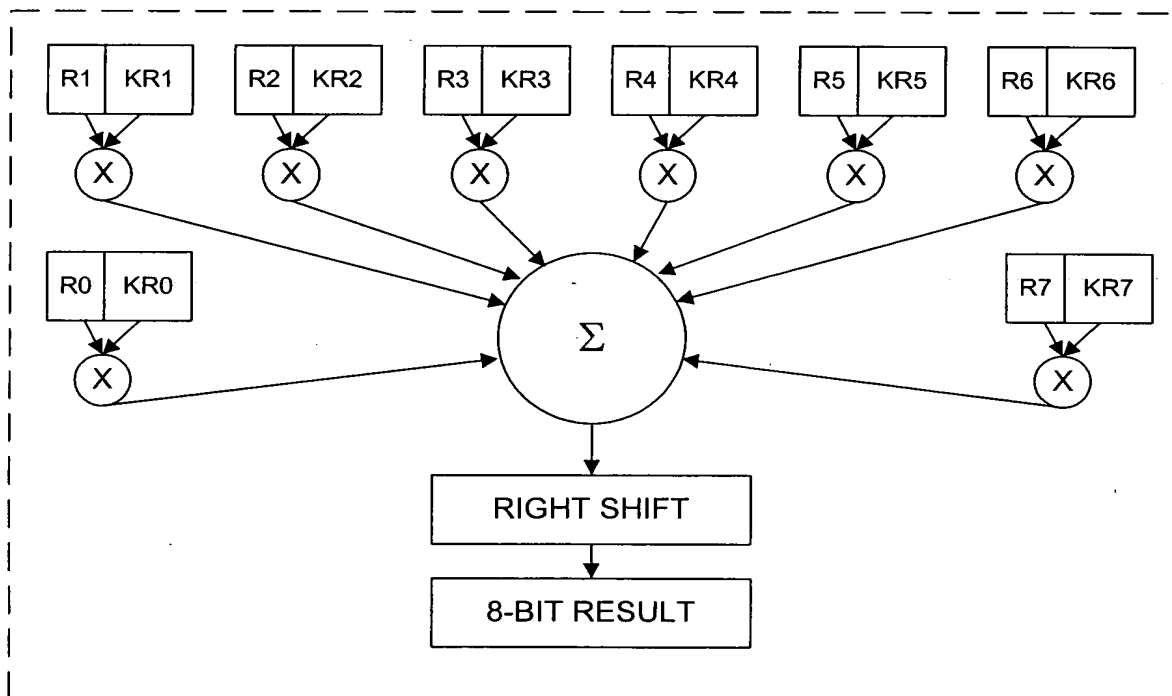 R1 KR1 R2 KR2 R3 KR3 R4 KR4 R5 KR5 R6 KR6
X X X X X X
R0 KR0 R7 KR7
Σ
X X
RIGHT SHIFT
8-BIT RESULT